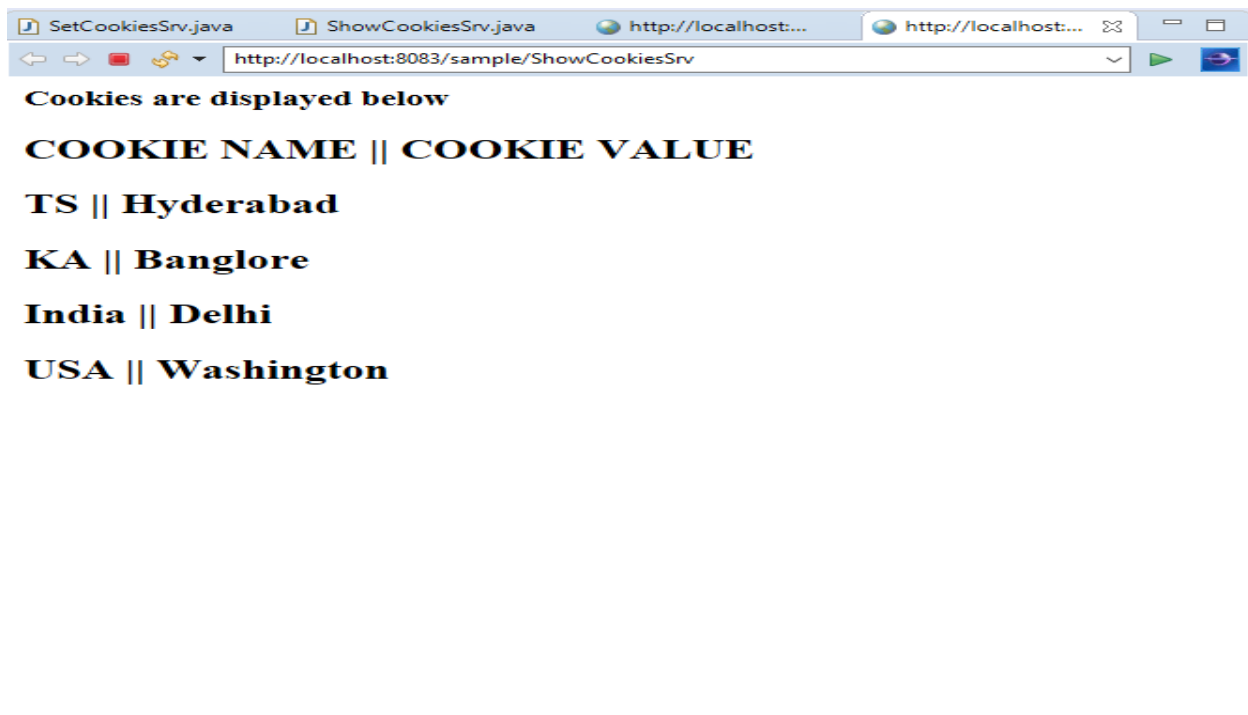 SetCookiesSrv.java ShowCookiesSrv.java http://localhost:... http://localhost:...
http://localhost:8083/sample/ShowCookiesSrv
Cookies are displayed below
COOKIE NAME || COOKIE VALUE
TS || Hyderabad
KA || Banglore
India || Delhi
USA || Washington